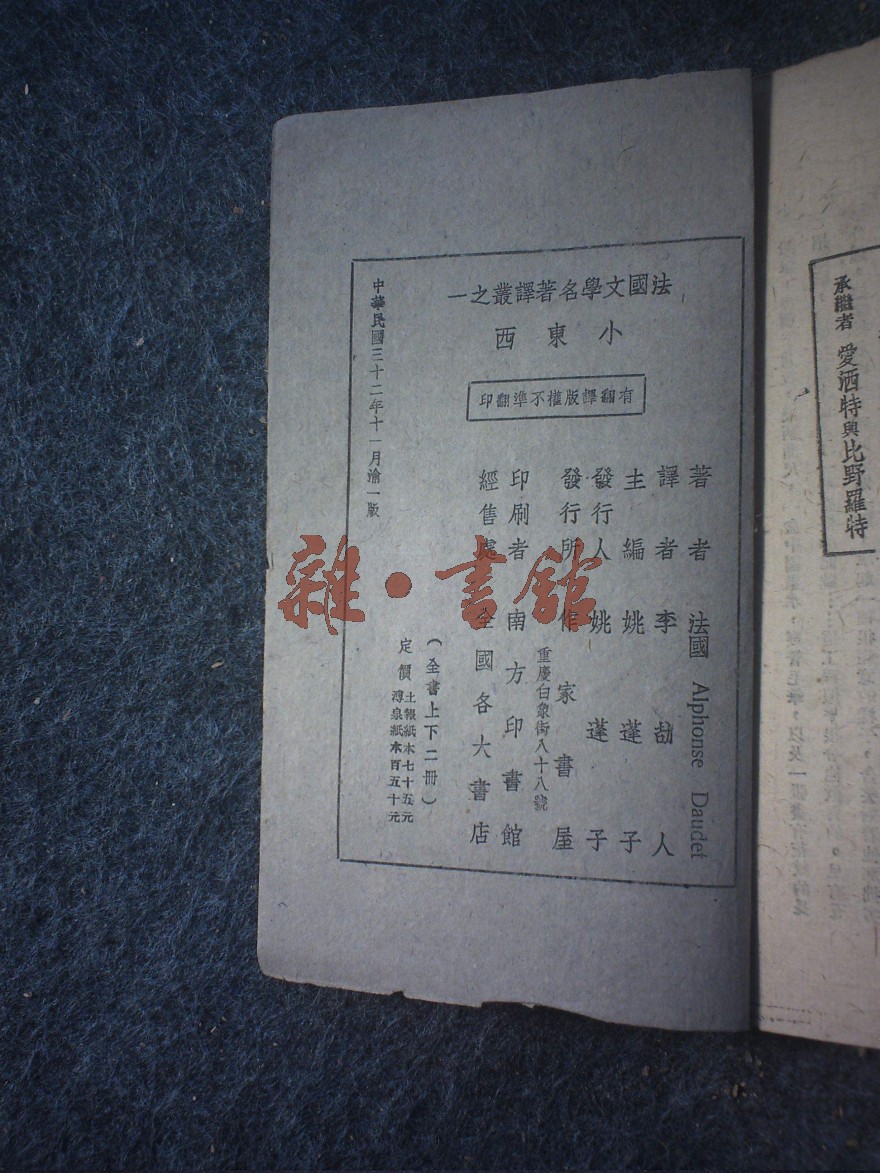 法國文學名著譯叢之一
小東西
有翻譯版權不準翻印
著者 法國 Alphonse Daudet
譯者 李劼人
主編 姚蓬子
發行人 姚蓬子
發行所 作家書屋
重慶白象街八十八號
印刷者 南方印書館
經售處 全國各大書店
(全書上下二冊)
定價 土報紙本七十五元
本百五十元
中華民國三十二年十一月渝一版
承繼者 愛洒特與比野羅特
雜·書館